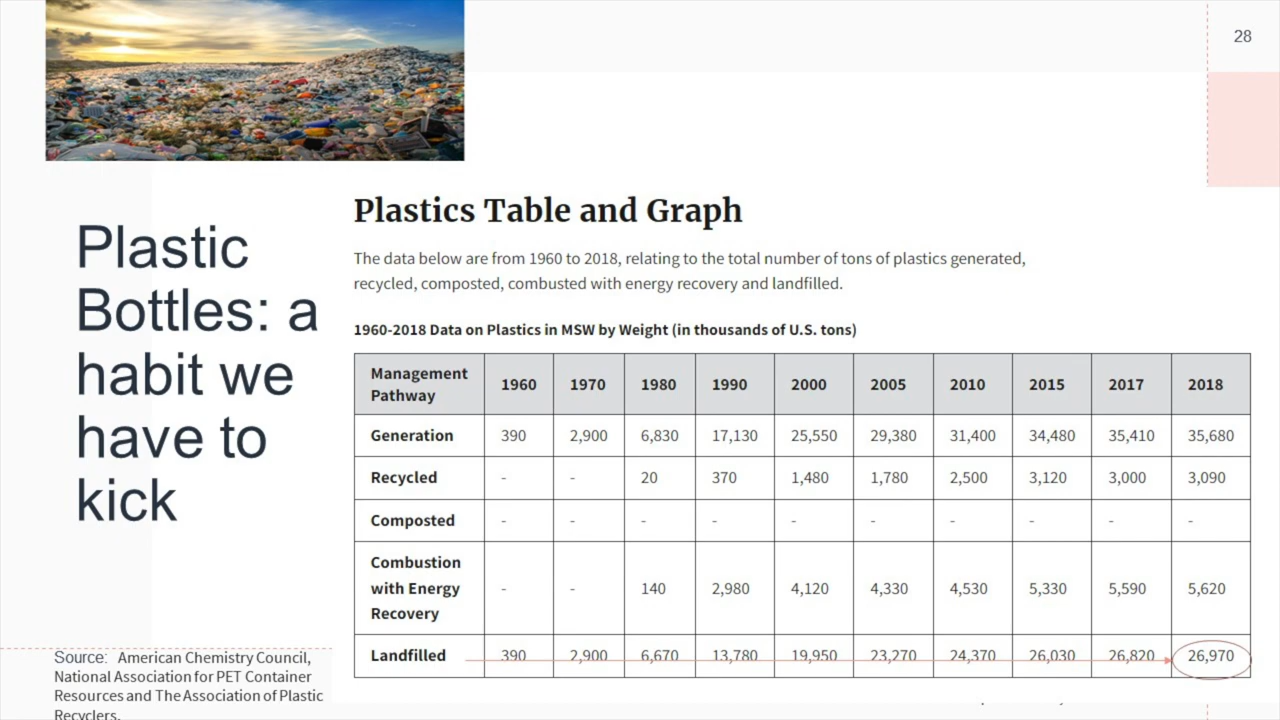 28
Plastic
Bottles: a
habit we
have to
kick
Plastics Table and Graph
The data below are from 1960 to 2018, relating to the total number of tons of plastics generated,
recycled, composted, combusted with energy recovery and landfilled.
1960-2018 Data on Plastics in MSW by Weight (in thousands of U.S. tons)
Management Pathway 1960 1970 1980 1990 2000 2005 2010 2015 2017 2018
Generation 390 2,900 6,830 17,130 25,550 29,380 31,400 34,480 35,410 35,680
Recycled - - 20 370 1,480 1,780 2,500 3,120 3,000 3,090
Composted - - - - - - - - - -
Combustion with Energy Recovery - - 140 2,980 4,120 4,330 4,530 5,330 5,590 5,620
Landfilled 390 2,900 6,670 13,780 19,950 23,270 24,370 26,030 26,820 26,970
Source: American Chemistry Council,
National Association for PET Container
Resources and The Association of Plastic
Recyclers.